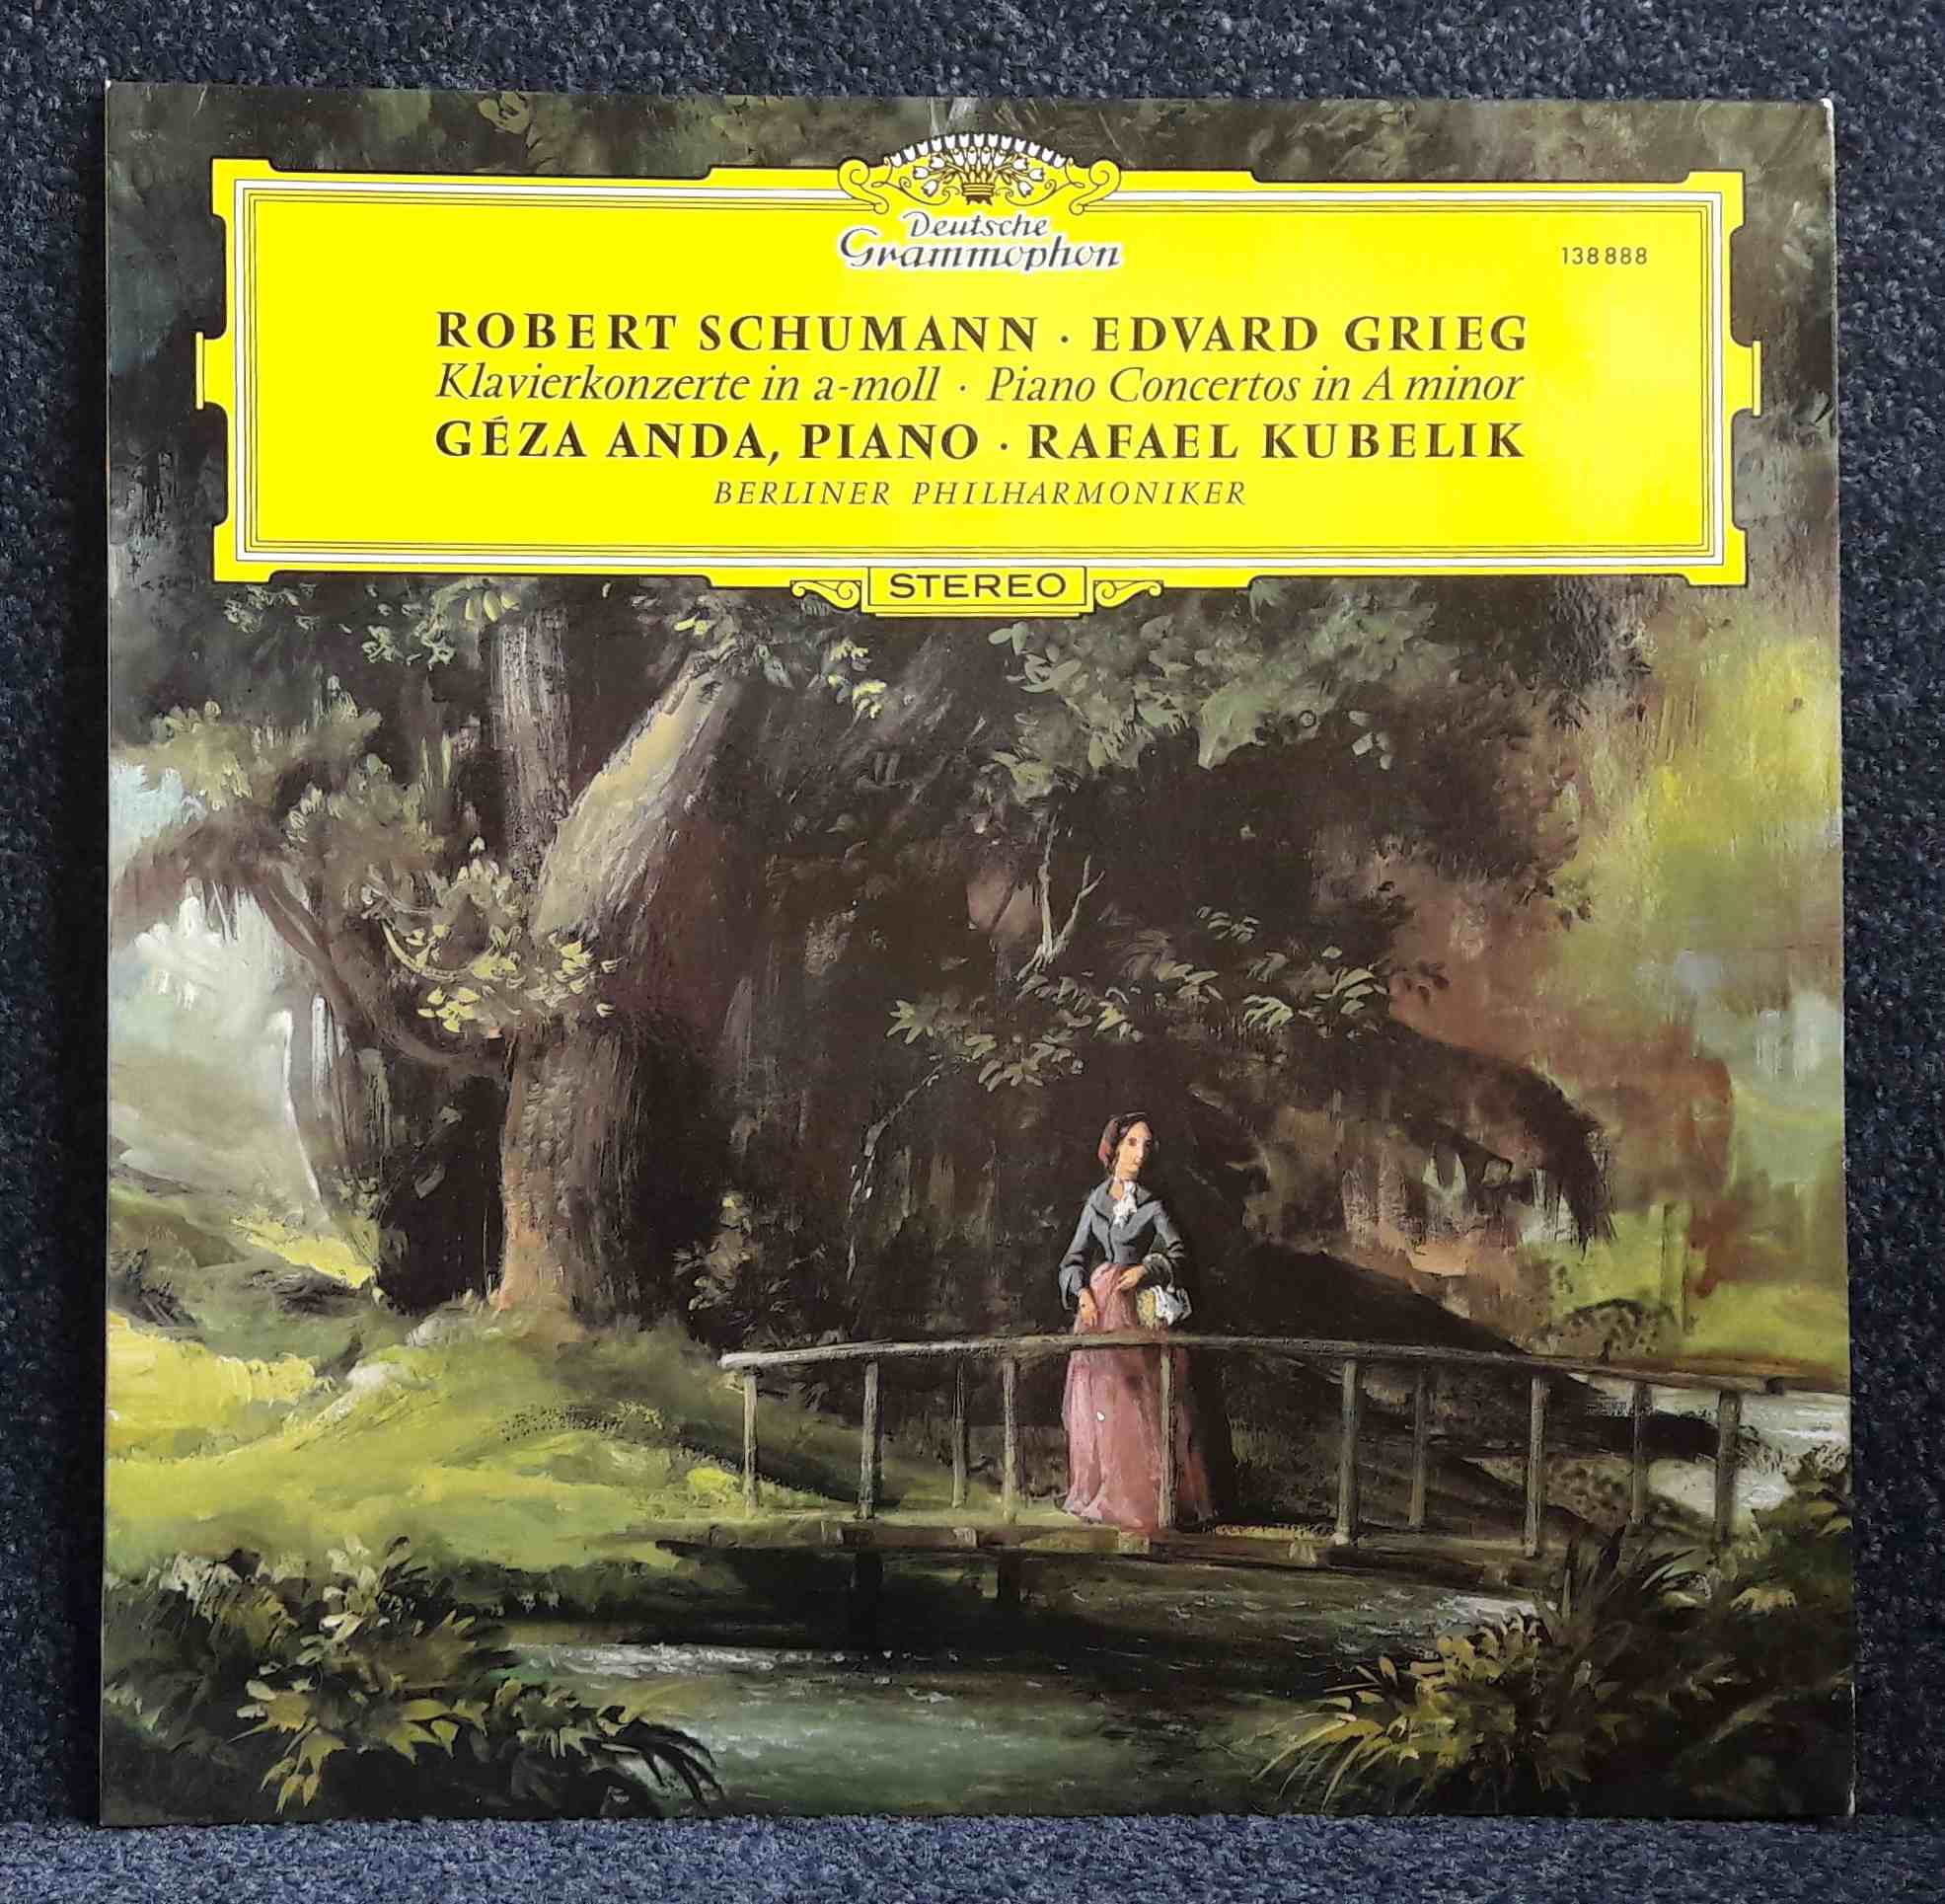 Deutsche
Grammophon
138 888
ROBERT SCHUMANN · EDVARD GRIEG
Klavierkonzerte in a-moll · Piano Concertos in A minor
GÉZA ANDA, PIANO · RAFAEL KUBELIK
BERLINER PHILHARMONIKER
STEREO